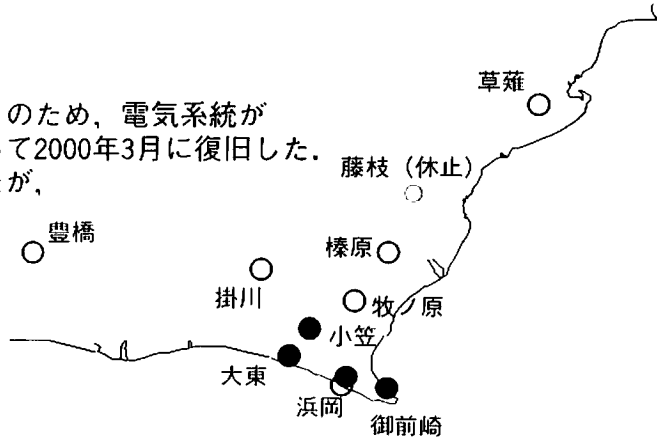 のため，電気系統が
て2000年3月に復旧した．
が，
草薙
藤枝（休止）
豊橋
榛原
掛川
牧ノ原
小笠
大東
浜岡
御前崎